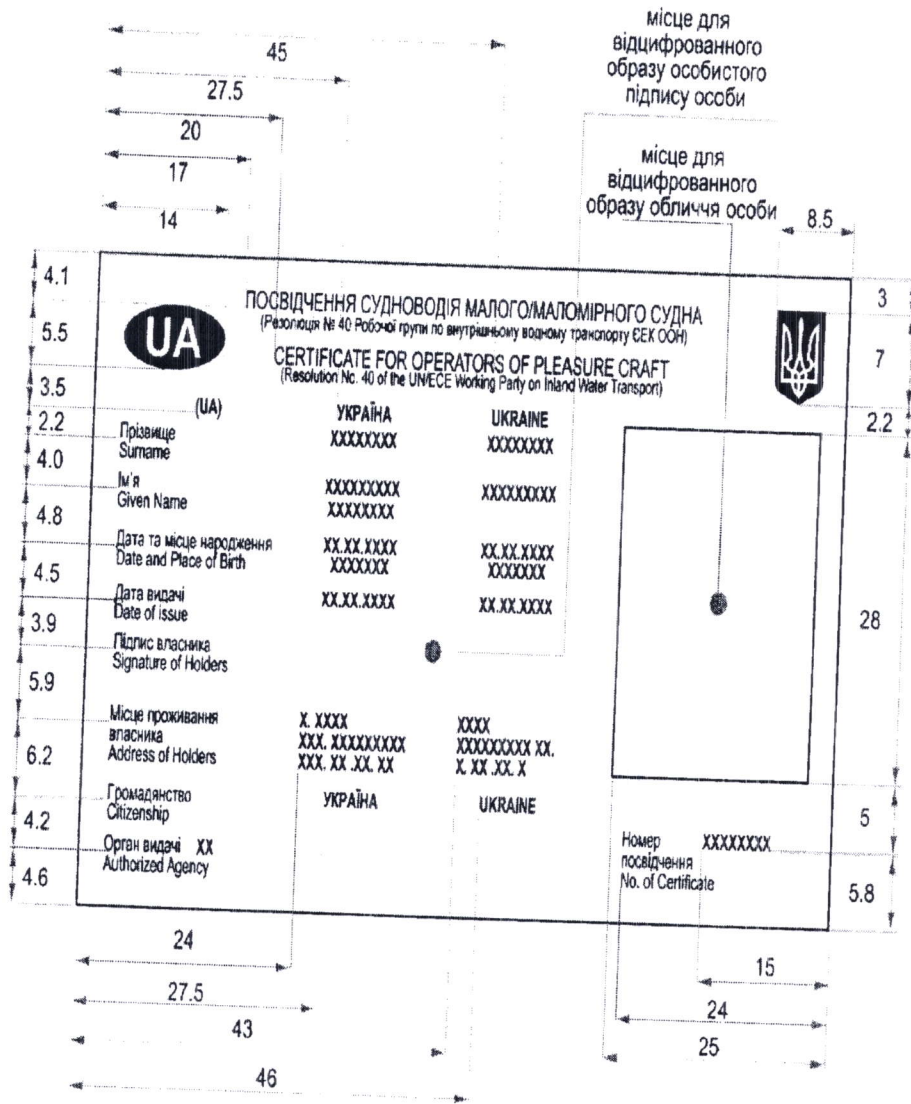 місце для
відцифрованного
образу особистого
підпису особи
45
27.5
20
17
14
місце для
відцифрованного
образу обличчя особи
8.5
4.1
5.5
3.5
2.2
4.0
4.8
4.5
3.9
5.9
6.2
4.2
4.6
UA
ПОСВІДЧЕННЯ СУДНОВОДІЯ МАЛОГО/МАЛОМІРНОГО СУДНА
(Резолюція № 40 Робочої групи по внутрішньому водному транспорту ЄЕК ООН)
CERTIFICATE FOR OPERATORS OF PLEASURE CRAFT
(Resolution No. 40 of the UN/ECE Working Party on Inland Water Transport)
(UA) УКРАЇНА UKRAINE
Прізвище XXXXXXXX XXXXXXXX
Surname
Ім'я XXXXXXXXX XXXXXXXXX
Given Name XXXXXXXX
Дата та місце народження XX.XX.XXXX XX.XX.XXXX
Date and Place of Birth XXXXXXX XXXXXXX
Дата видачі XX.XX.XXXX XX.XX.XXXX
Date of issue
Підпис власника
Signature of Holders
Місце проживання X. XXXX XXXX
власника XXX. XXXXXXXXX XXXXXXXXX XX.
Address of Holders XXX. XX .XX. XX X. XX .XX. X
Громадянство УКРАЇНА UKRAINE
Citizenship
Орган видачі XX
Authorized Agency
Номер XXXXXXXX
посвідчення
No. of Certificate
3
7
2.2
28
5
5.8
24
27.5
43
46
15
24
25